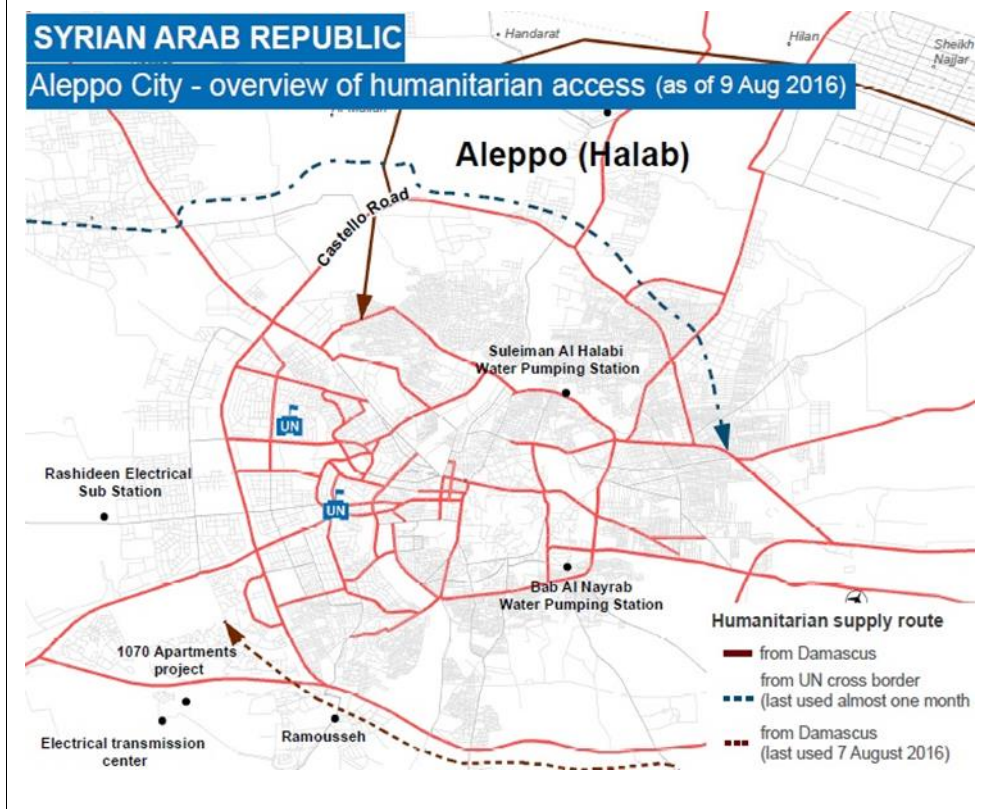 SYRIAN ARAB REPUBLIC
Aleppo City - overview of humanitarian access (as of 9 Aug 2016)
Handarat
Hilan
Sheikh
Najjar
Aleppo (Halab)
Castello Road
Suleiman Al Halabi
Water Pumping Station
UN
Rashideen Electrical
Sub Station
UN
Bab Al Nayrab
Water Pumping Station
1070 Apartments
project
Electrical transmission
center
Ramousseh
Humanitarian supply route
from Damascus
from UN cross border
(last used almost one month
from Damascus
(last used 7 August 2016)